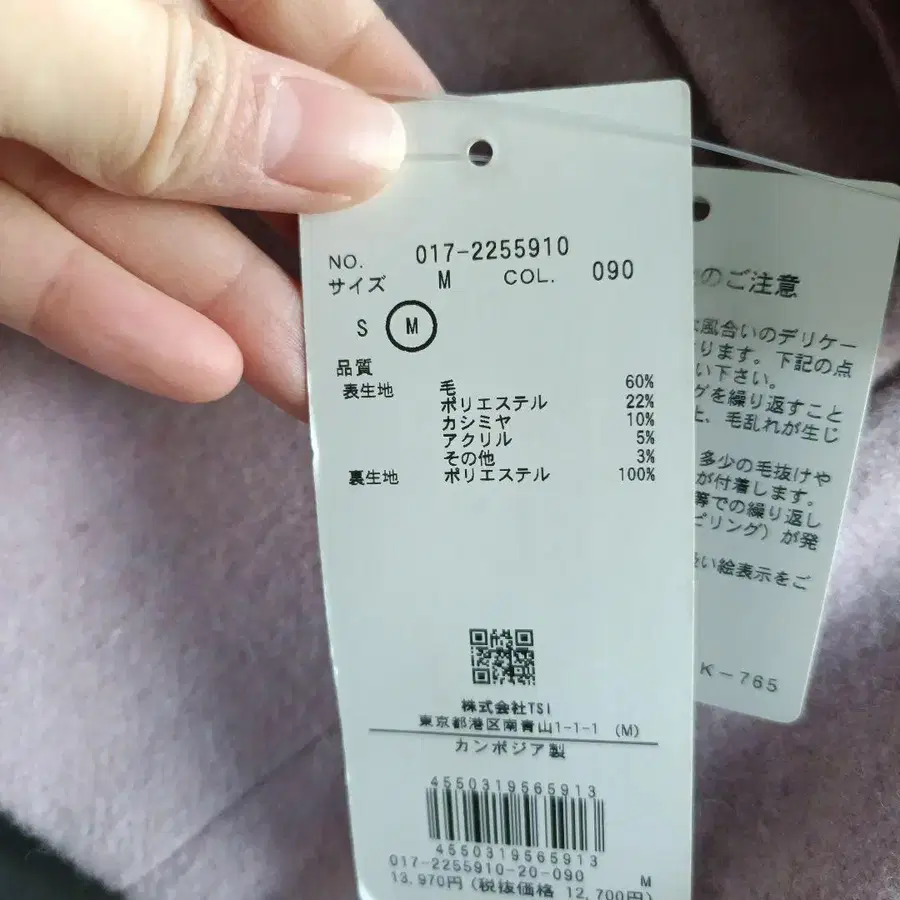 NO. 017-2255910
サイズ M COL. 090
S M
品質
表生地 毛 60%
ポリエステル 22%
カシミヤ 10%
アクリル 5%
その他 3%
裏生地 ポリエステル 100%
株式会社TSI
東京都港区南青山1-1-1 (M)
カンボジア製
4550319565913
4550319565913
017-2255910-20-090 M
13,970円 (税抜価格 12,700円)
のご注意
風合いのデリケー
ります。下記の点
い下さい。
を繰り返すこと
、毛乱れが生じ
多少の毛抜けや
が付着します。
等での繰り返し
ピリング)が発
い絵表示をご
K-765